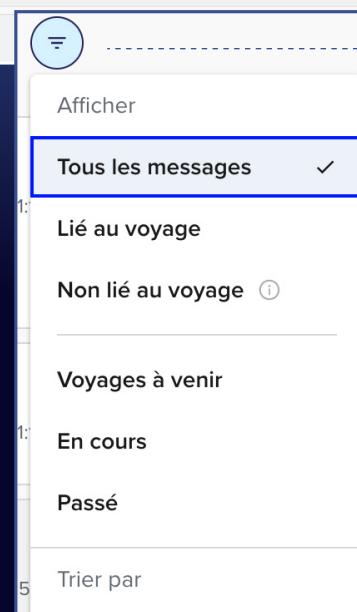 Afficher
Tous les messages
Lié au voyage
Non lié au voyage
Voyages à venir
En cours
Passé
Trier par